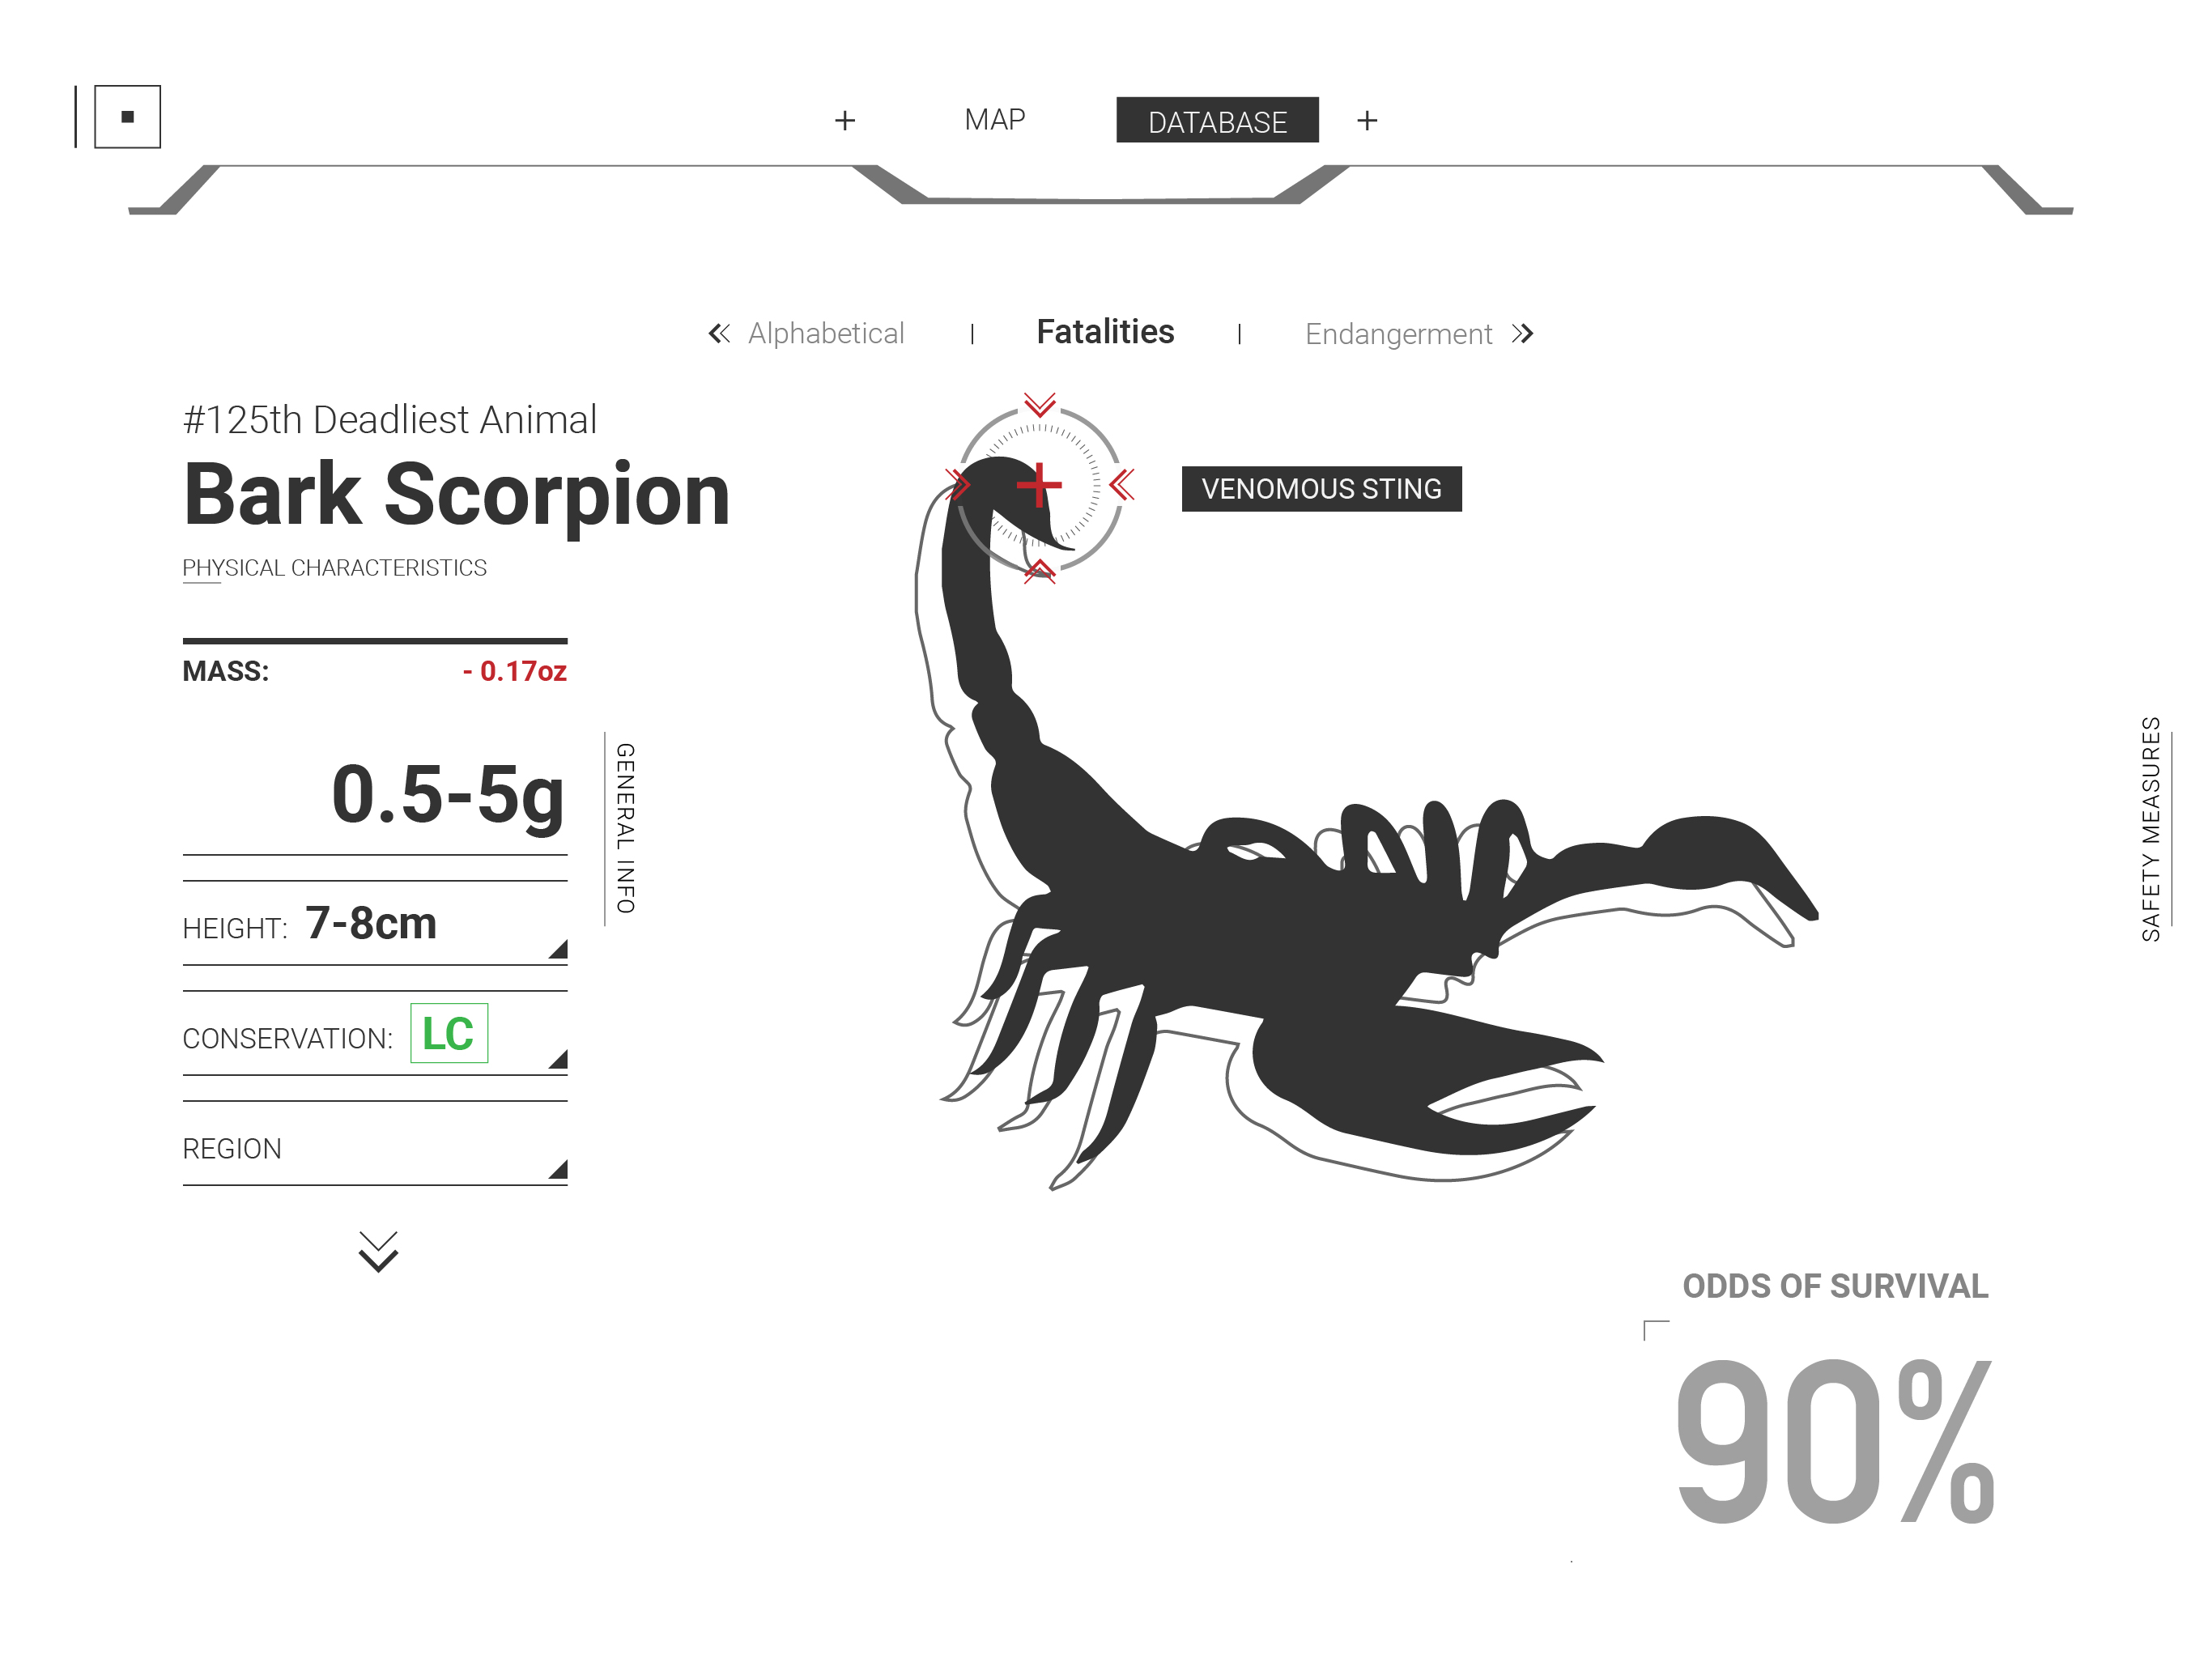 MAP
DATABASE
Alphabetical
Fatalities
Endangerment
#125th Deadliest Animal
Bark Scorpion
PHYSICAL CHARACTERISTICS
MASS: - 0.17oz
0.5-5g
HEIGHT: 7-8cm
CONSERVATION: LC
REGION
GENERAL INFO
VENOMOUS STING
SAFETY MEASURES
ODDS OF SURVIVAL
90%